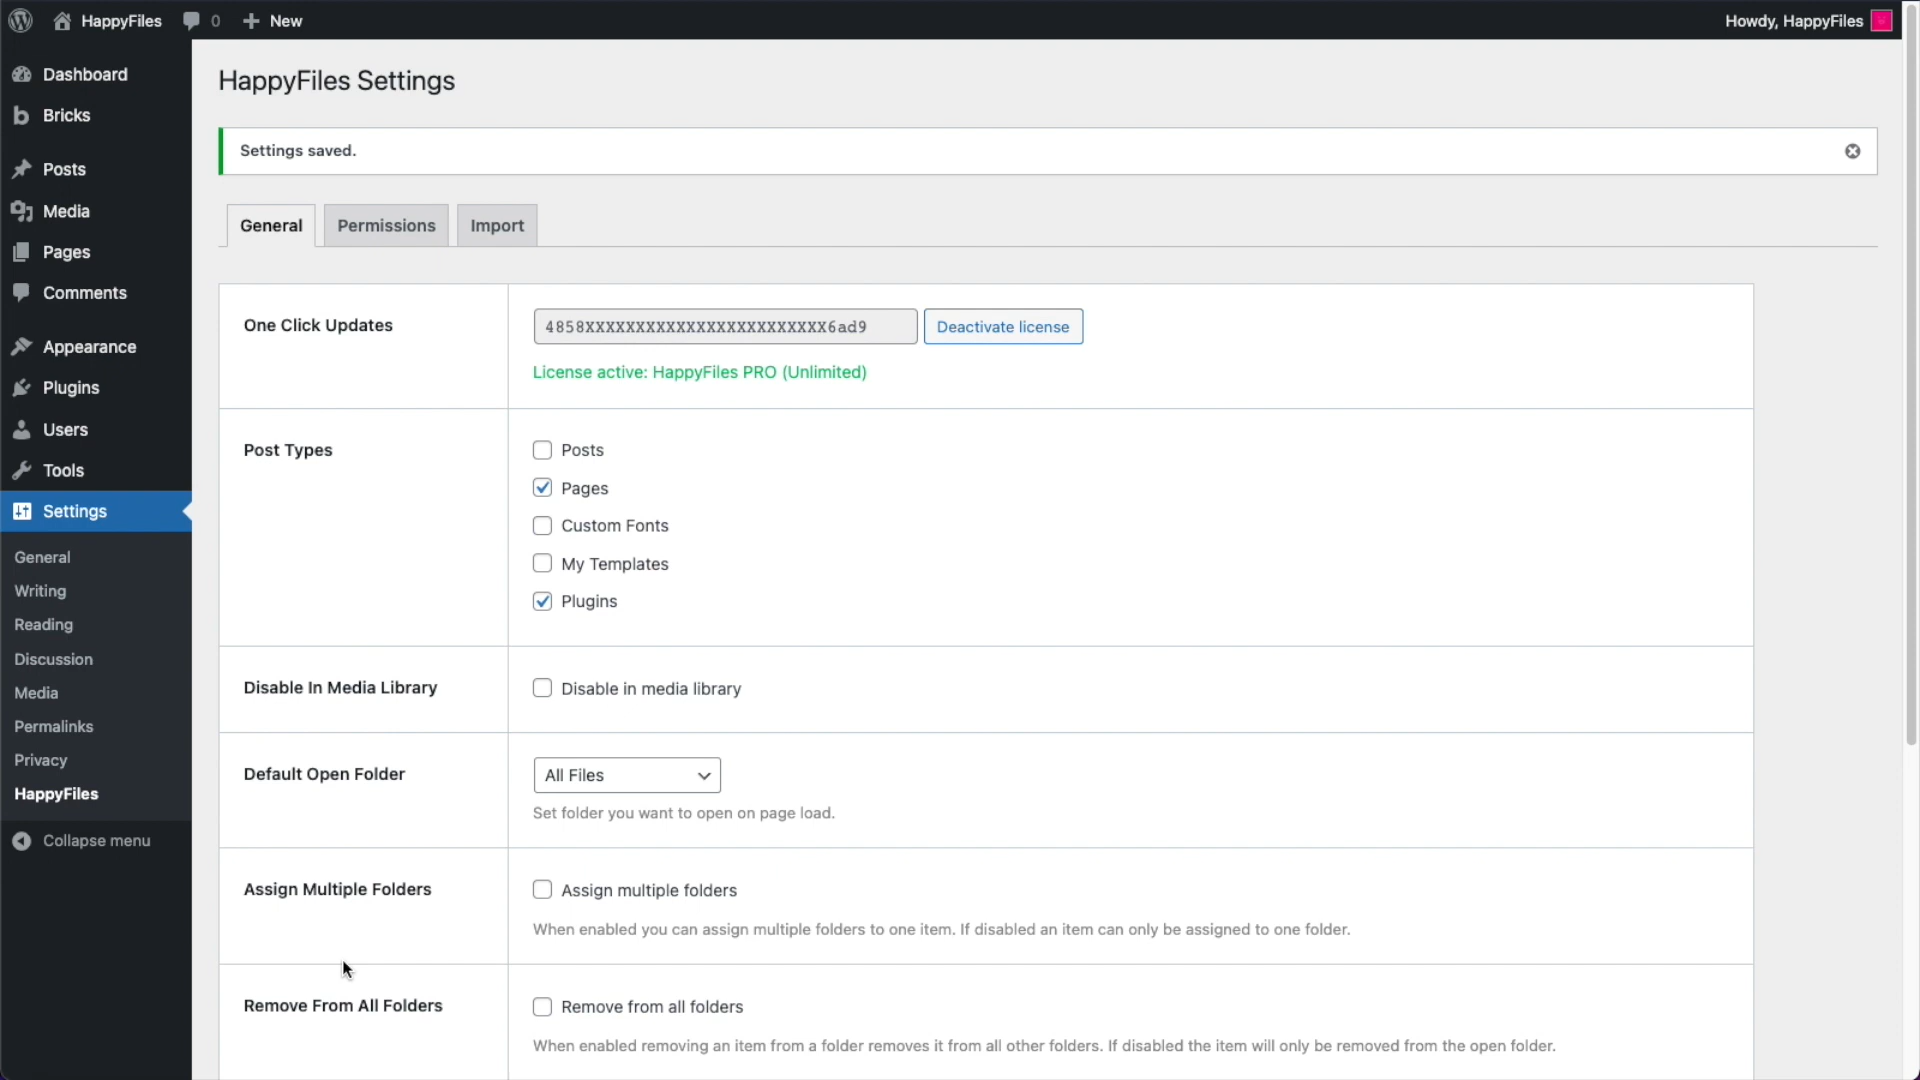 HappyFiles 0 New
Howdy, HappyFiles
Dashboard
Bricks
Posts
Media
Pages
Comments
Appearance
Plugins
Users
Tools
Settings
General
Writing
Reading
Discussion
Media
Permalinks
Privacy
HappyFiles
Collapse menu
HappyFiles Settings
Settings saved.
General Permissions Import
One Click Updates
4858XXXXXXXXXXXXXXXXXXXXXXXX6ad9
Deactivate license
License active: HappyFiles PRO (Unlimited)
Post Types
Posts
Pages
Custom Fonts
My Templates
Plugins
Disable In Media Library
Disable in media library
Default Open Folder
All Files
Set folder you want to open on page load.
Assign Multiple Folders
Assign multiple folders
When enabled you can assign multiple folders to one item. If disabled an item can only be assigned to one folder.
Remove From All Folders
Remove from all folders
When enabled removing an item from a folder removes it from all other folders. If disabled the item will only be removed from the open folder.